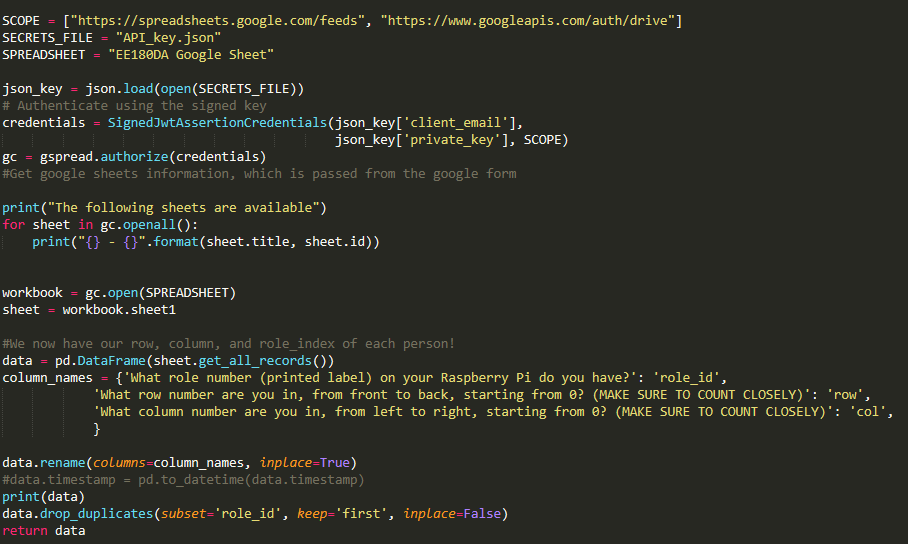 SCOPE = ["https://spreadsheets.google.com/feeds", "https://www.googleapis.com/auth/drive"]
SECRETS_FILE = "API_key.json"
SPREADSHEET = "EE180DA Google Sheet"
json_key = json.load(open(SECRETS_FILE))
# Authenticate using the signed key
credentials = SignedJwtAssertionCredentials(json_key['client_email'],
json_key['private_key'], SCOPE)
gc = gspread.authorize(credentials)
#Get google sheets information, which is passed from the google form
print("The following sheets are available")
for sheet in gc.openall():
print("{} - {}".format(sheet.title, sheet.id))
workbook = gc.open(SPREADSHEET)
sheet = workbook.sheet1
#We now have our row, column, and role_index of each person!
data = pd.DataFrame(sheet.get_all_records())
column_names = {'What role number (printed label) on your Raspberry Pi do you have?': 'role_id',
'What row number are you in, from front to back, starting from 0? (MAKE SURE TO COUNT CLOSELY)': 'row',
'What column number are you in, from left to right, starting from 0? (MAKE SURE TO COUNT CLOSELY)': 'col',
}
data.rename(columns=column_names, inplace=True)
#data.timestamp = pd.to_datetime(data.timestamp)
print(data)
data.drop_duplicates(subset='role_id', keep='first', inplace=False)
return data